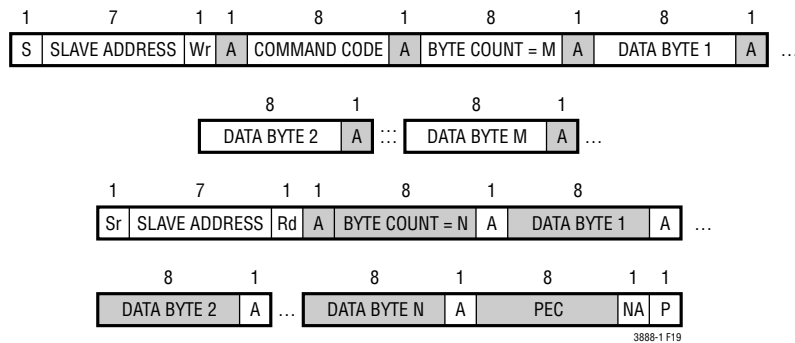 1 7 1 1 8 1 8 1 8 1
S SLAVE ADDRESS Wr A COMMAND CODE A BYTE COUNT = M A DATA BYTE 1 A …
8 1 8 1
DATA BYTE 2 A … DATA BYTE M A …
1 7 1 1 8 1 8
Sr SLAVE ADDRESS Rd A BYTE COUNT = N A DATA BYTE 1 A …
8 1 8 1 8 1 1
DATA BYTE 2 A … DATA BYTE N A PEC NA P
3888-1 F19